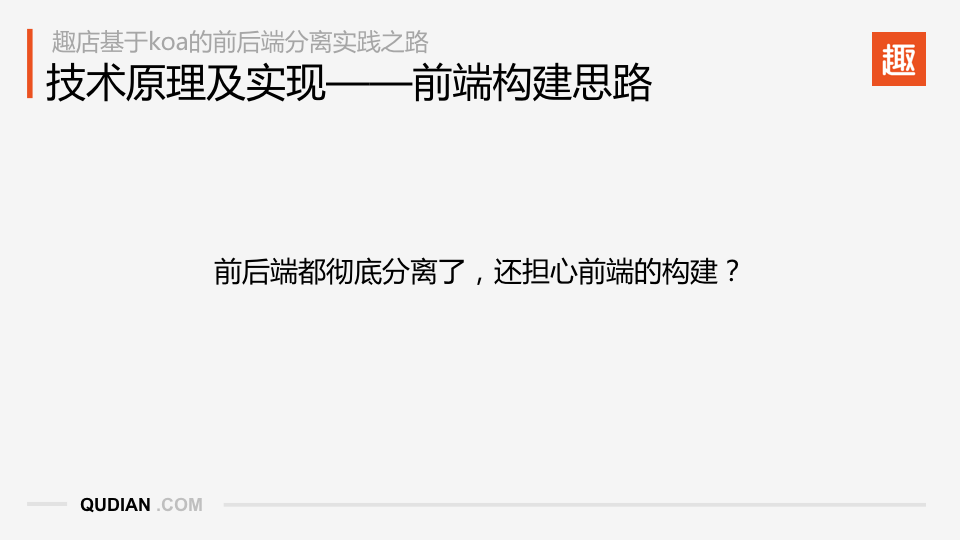 趣店基于koa的前后端分离实践之路
技术原理及实现——前端构建思路
趣
前后端都彻底分离了，还担心前端的构建？
QUDIAN .COM